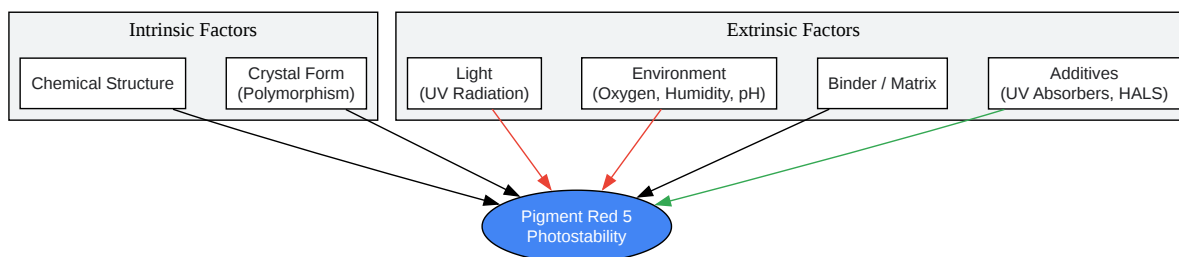 Intrinsic Factors
Extrinsic Factors
Chemical Structure
Crystal Form
(Polymorphism)
Light
(UV Radiation)
Environment
(Oxygen, Humidity, pH)
Binder / Matrix
Additives
(UV Absorbers, HALS)
Pigment Red 5
Photostability